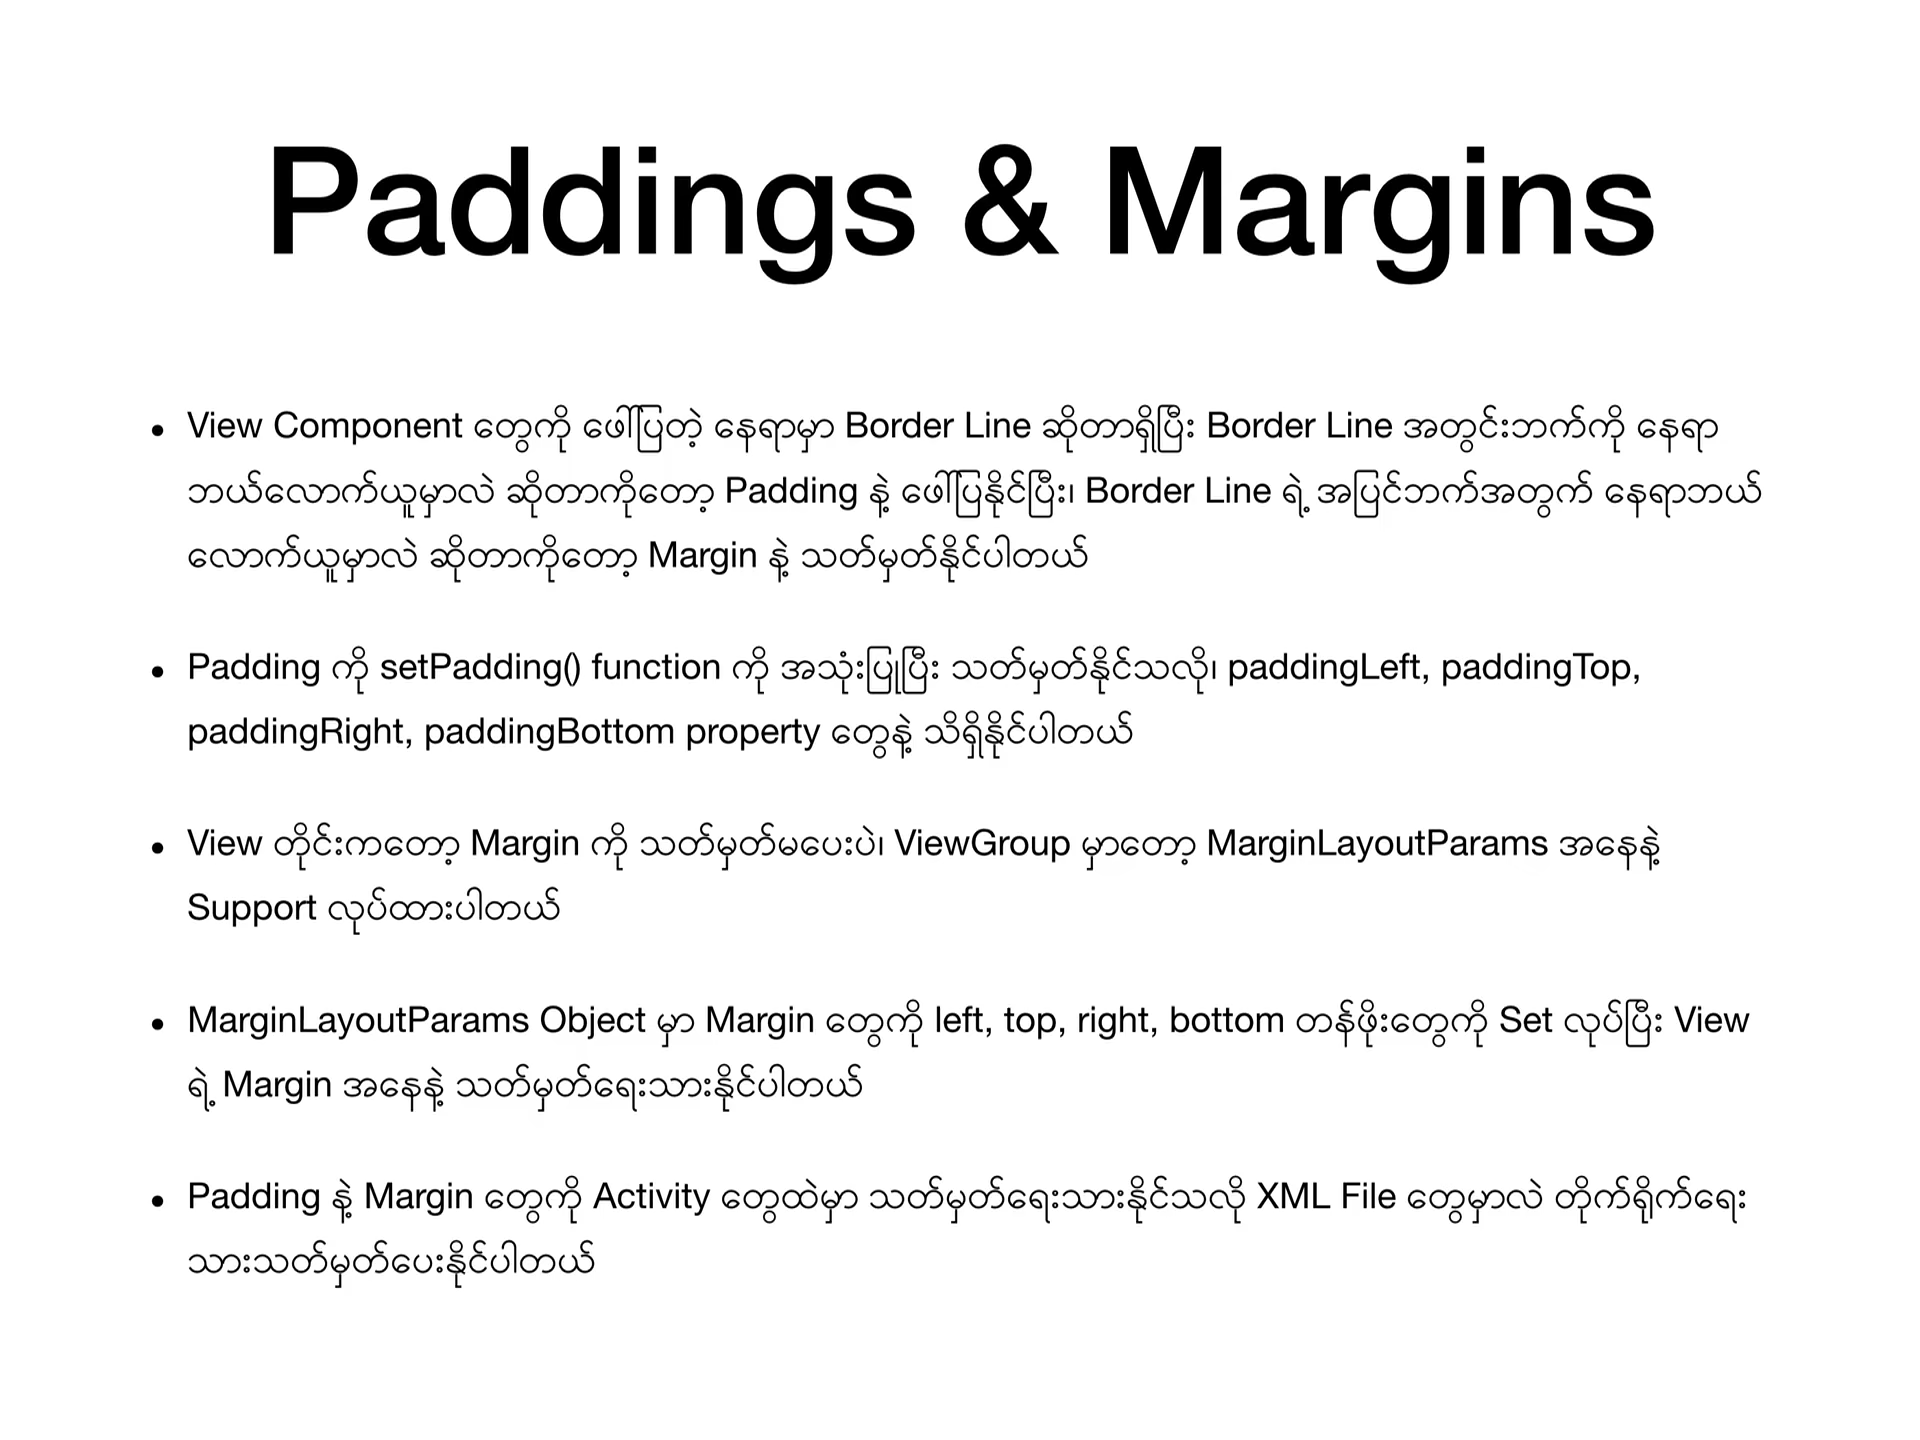 Paddings & Margins
• View Component တွေကို ဖေါ်ပြတဲ့ နေရာမှာ Border Line ဆိုတာရှိပြီး Border Line အတွင်းဘက်ကို နေရာ
ဘယ်လောက်ယူမှာလဲ ဆိုတာကိုတော့ Padding နဲ့ ဖေါ်ပြနိုင်ပြီး၊ Border Line ရဲ့ အပြင်ဘက်အတွက် နေရာဘယ်
လောက်ယူမှာလဲ ဆိုတာကိုတော့ Margin နဲ့ သတ်မှတ်နိုင်ပါတယ်
• Padding ကို setPadding() function ကို အသုံးပြုပြီး သတ်မှတ်နိုင်သလို၊ paddingLeft, paddingTop,
paddingRight, paddingBottom property တွေနဲ့ သိရှိနိုင်ပါတယ်
• View တိုင်းကတော့ Margin ကို သတ်မှတ်မပေးပဲ၊ ViewGroup မှာတော့ MarginLayoutParams အနေနဲ့
Support လုပ်ထားပါတယ်
• MarginLayoutParams Object မှာ Margin တွေကို left, top, right, bottom တန်ဖိုးတွေကို Set လုပ်ပြီး View
ရဲ့ Margin အနေနဲ့ သတ်မှတ်ရေးသားနိုင်ပါတယ်
• Padding နဲ့ Margin တွေကို Activity တွေထဲမှာ သတ်မှတ်ရေးသားနိုင်သလို XML File တွေမှာလဲ တိုက်ရိုက်ရေး
သားသတ်မှတ်ပေးနိုင်ပါတယ်